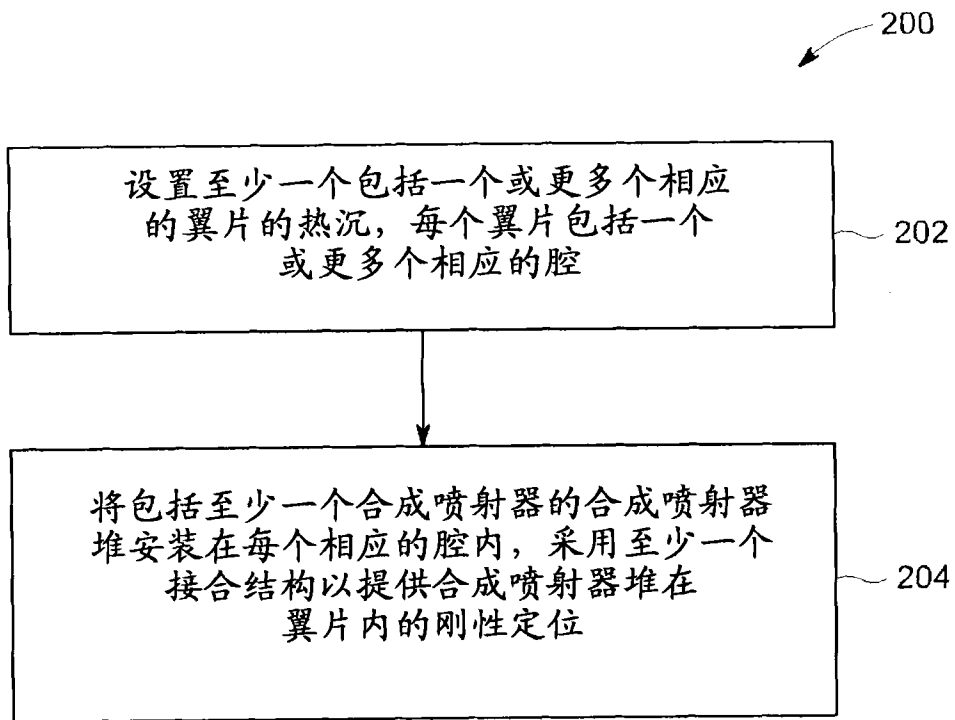 200
设置至少一个包括一个或更多个相应
的翼片的热沉，每个翼片包括一个
或更多个相应的腔
202
将包括至少一个合成喷射器的合成喷射器
堆安装在每个相应的腔内，采用至少一个
接合结构以提供合成喷射器堆在
翼片内的刚性定位
204